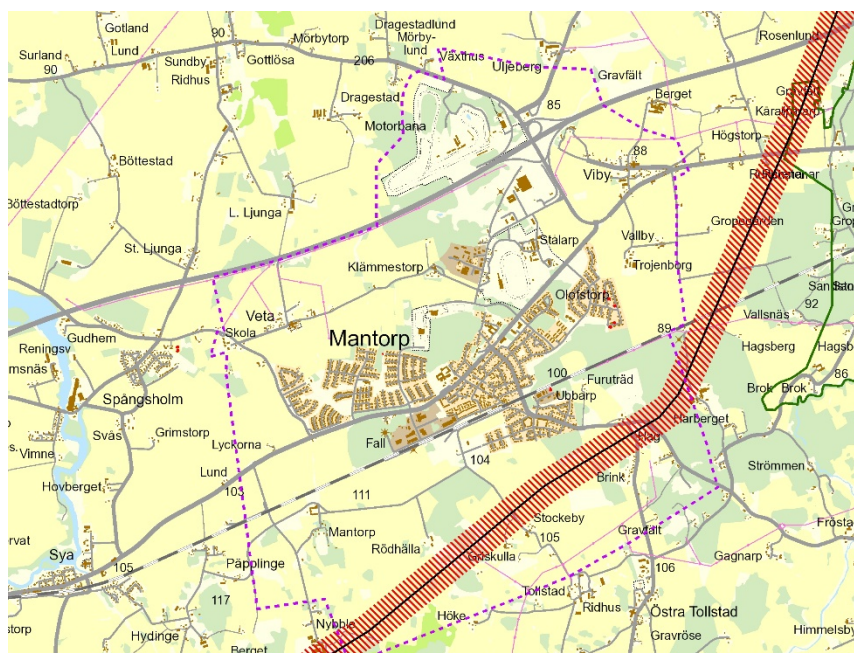 Gotland
Lund
90
Mörbytorp
Dragestadlund
Mörby-
lund
Växthus
Uljeberg
Rosenlund
Surland
90
Sundby
Ridhus
Gottlösa
206
Gravfält
Dragestad
Motorbana
85
Berget
Högstorp
Böttestad
88
Viby
Böttestadtorp
L. Ljunga
Gropegården
St. Ljunga
Stalarp
Vallby
Klämmestorp
Trojenborg
Olofstorp
Vallsnäs
92
Veta
Gudhem
Skola
Mantorp
89
Hagsberg
Reningsv
Spångsholm
100
Furuträd
Ubbarp
Brok
Brok
86
Harberget
Sväs
Grimstorp
Lyckorna
Fall
Vimne
Lund
104
Brink
Strömmen
Hovberget
103
111
Stockeby
Mantorp
Gravfält
Sya
Rödhälla
105
Gagnarp
105
Päpplinge
106
117
Tollstad
Ridhus
Nybble
Höke
Östra Tollstad
Hydinge
Berget
Gravröse